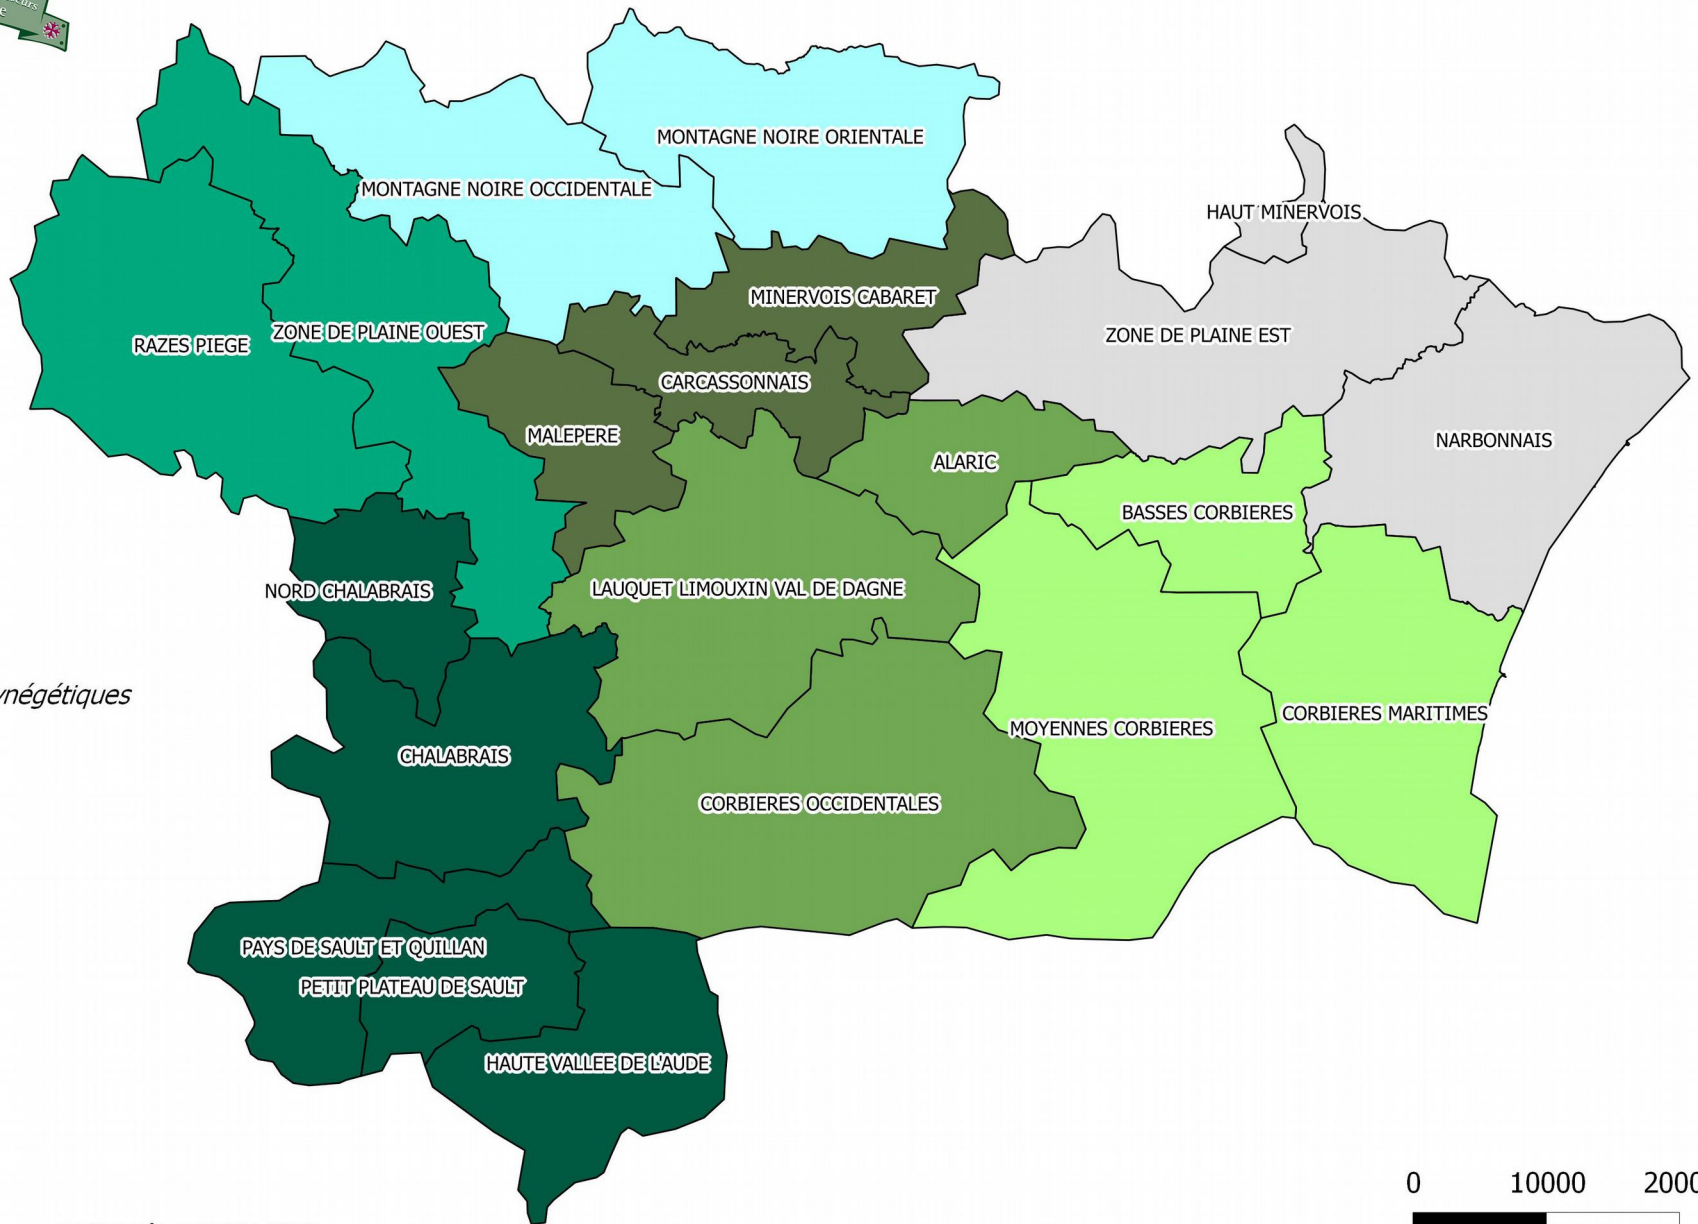 MONTAGNE NOIRE ORIENTALE
MONTAGNE NOIRE OCCIDENTALE
HAUT MINERVOIS
MINERVOIS CABARET
ZONE DE PLAINE OUEST
ZONE DE PLAINE EST
RAZES PIEGE
CARCASSONNAIS
MALEPERE
NARBONNAIS
ALARIC
BASSES CORBIERES
NORD CHALABRAIS
LAUQUET LIMOUXIN VAL DE DAGNE
CORBIERES MARITIMES
MOYENNES CORBIERES
CHALABRAIS
CORBIERES OCCIDENTALES
PAYS DE SAULT ET QUILLAN
PETIT PLATEAU DE SAULT
HAUTE VALLEE DE L'AUDE
0 10000